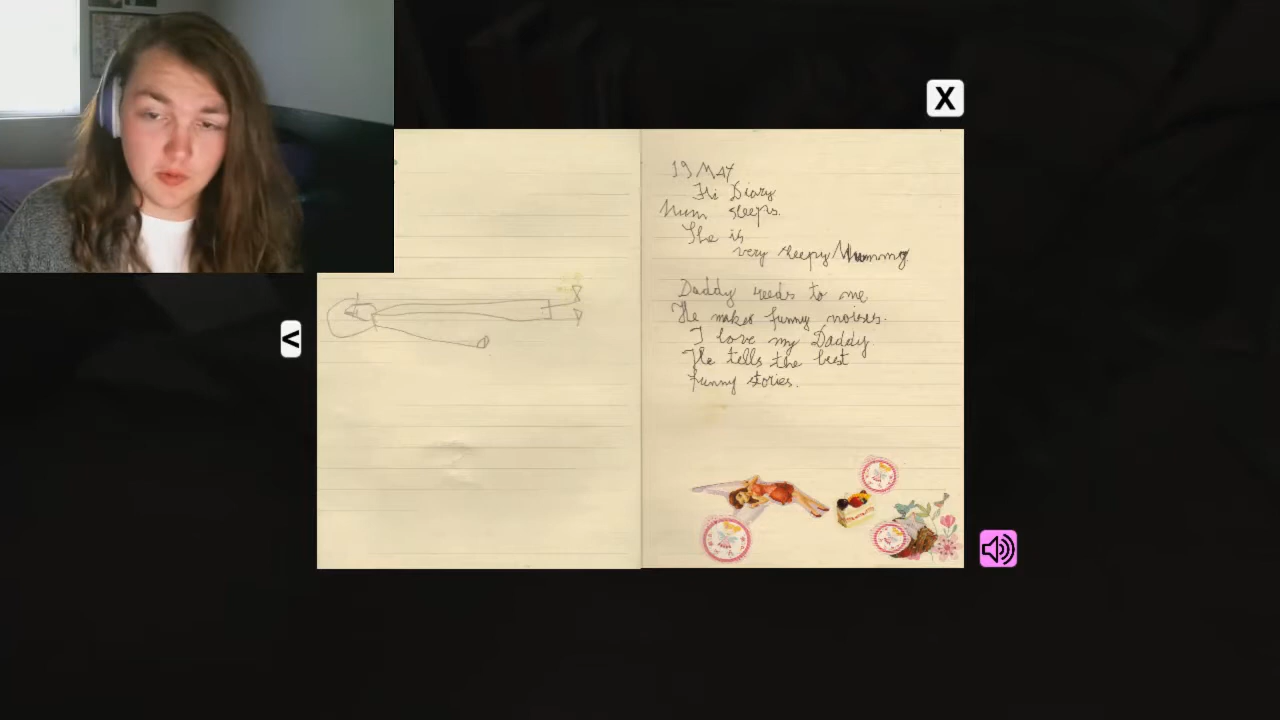 X
<
19 MAY
Hi Diary
Mum sleeps.
She is
very sleepy Mummy.
Daddy reeds to me
He makes funny noises.
I love my Daddy.
He tells the best
funny stories.